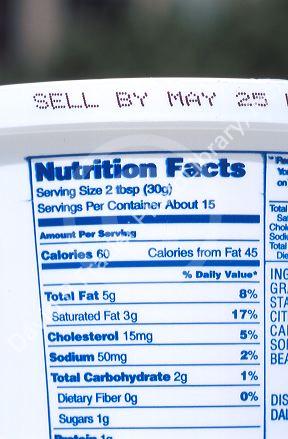 SELL BY MAY 25
Nutrition Facts
Serving Size 2 tbsp (30g)
Servings Per Container About 15
Amount Per Serving
Calories 60 Calories from Fat 45
% Daily Value*
Total Fat 5g 8%
Saturated Fat 3g 17%
Cholesterol 15mg 5%
Sodium 50mg 2%
Total Carbohydrate 2g 1%
Dietary Fiber 0g 0%
Sugars 1g
Protein 1g